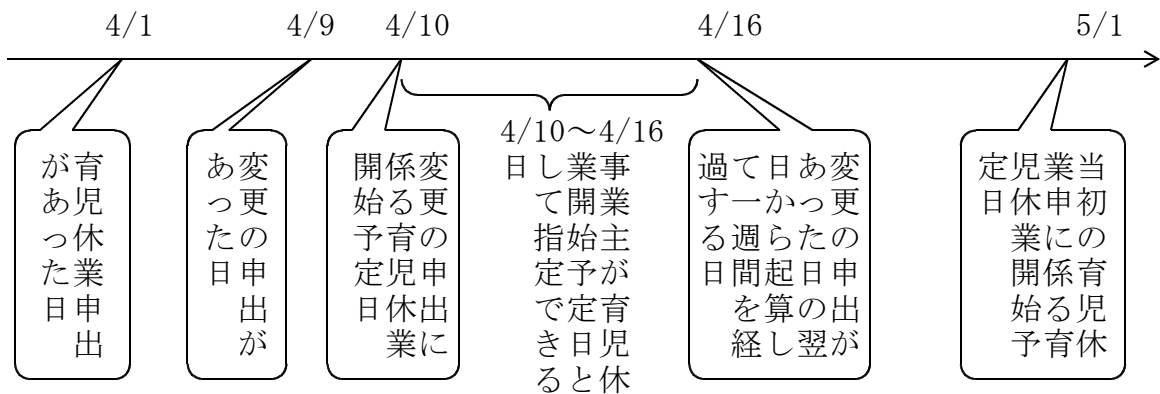 4/1
4/9
4/10
4/16
5/1
育児休業申出
があった日
変更の申出が
あった日
変更の申出に
係る育児休業
開始予定日
4/10～4/16
事業主が育児休
業開始予定日と
して指定できる
日
変更の申出が
あった日の翌
日から起算し
て一週間を経
過する日
当初の育児休
業申に係る育
児休業開始予
定日